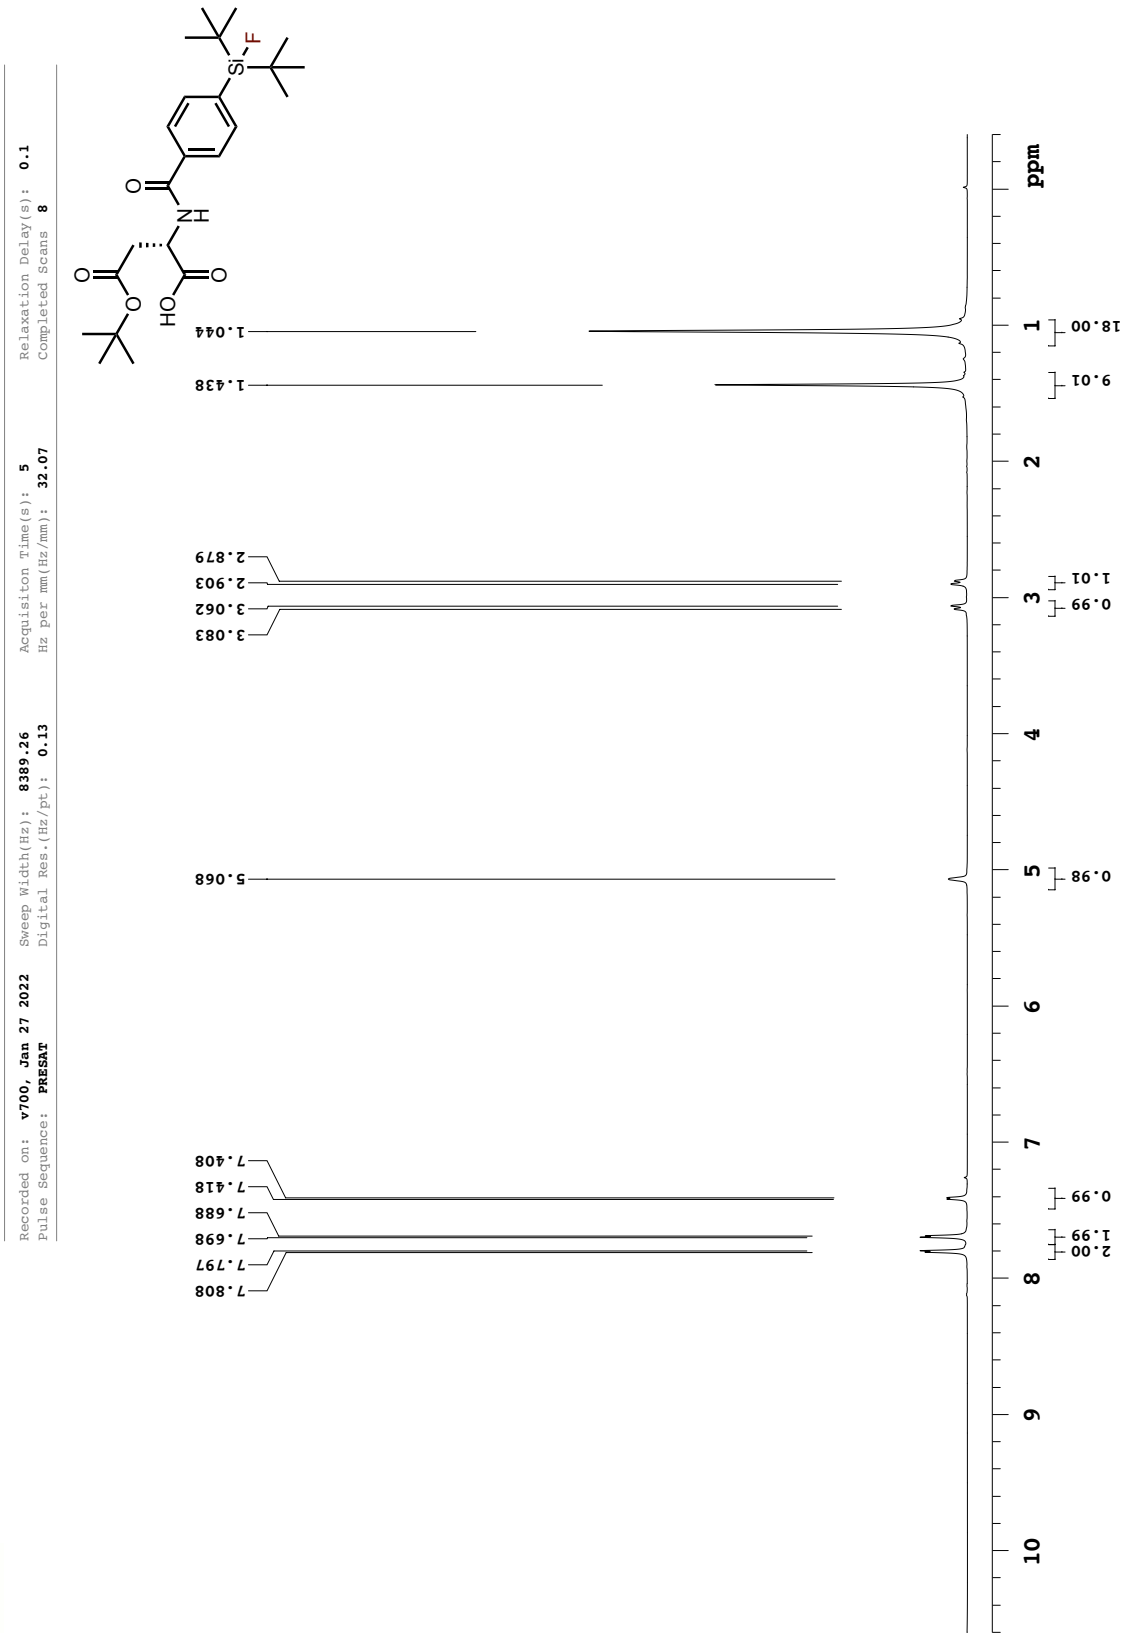 Recorded on: v700, Jan 27 2022 Sweep Width(Hz): 8389.26 Acquisiton Time(s): 5 Relaxation Delay(s): 0.1
Pulse Sequence: PRESAT Digital Res.(Hz/pt): 0.13 Hz per mm(Hz/mm): 32.07 Completed Scans 8
O
O
HO
O
N
H
O
Si
F
7.808
7.797
7.698
7.688
7.418
7.408
5.068
3.083
3.062
2.903
2.879
1.438
1.044
10 9 8 7 6 5 4 3 2 1 ppm
2.00
1.99
0.99
0.98
0.99
1.01
9.01
18.00